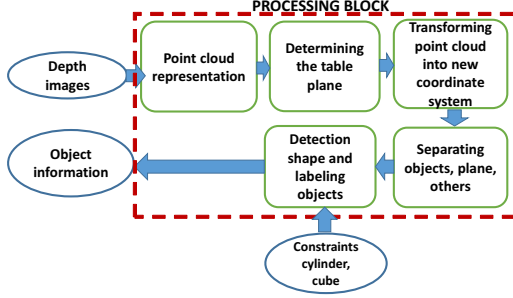 PROCESSING BLOCK
Depth
images
Point cloud
representation
Determining
the table
plane
Transforming
point cloud
into new
coordinate
system
Object
information
Detection
shape and
labeling
objects
Separating
objects, plane,
others
Constraints
cylinder,
cube